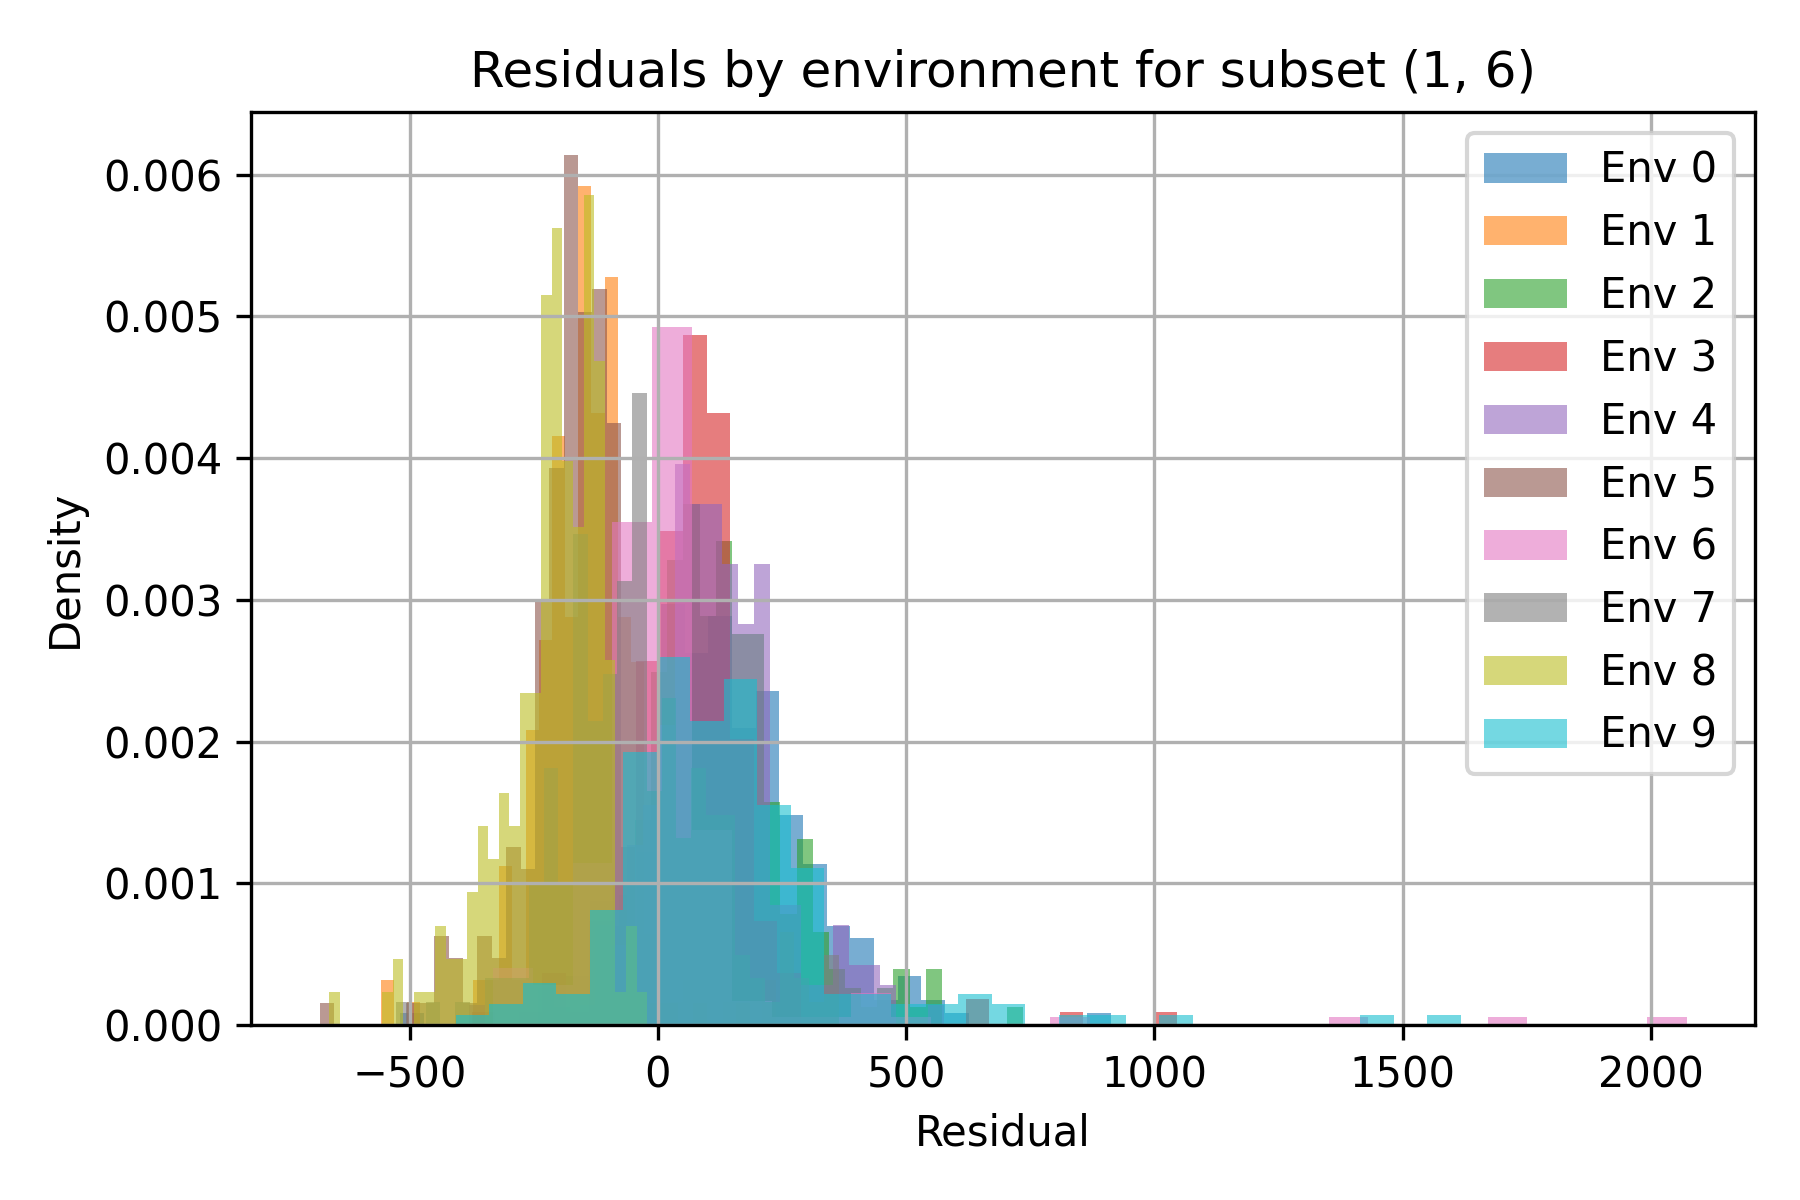 Residuals by environment for subset (1, 6)
0.006
0.005
0.004
0.003
0.002
0.001
0.000
Density
−500
0
500
1000
1500
2000
Residual
Env 0
Env 1
Env 2
Env 3
Env 4
Env 5
Env 6
Env 7
Env 8
Env 9